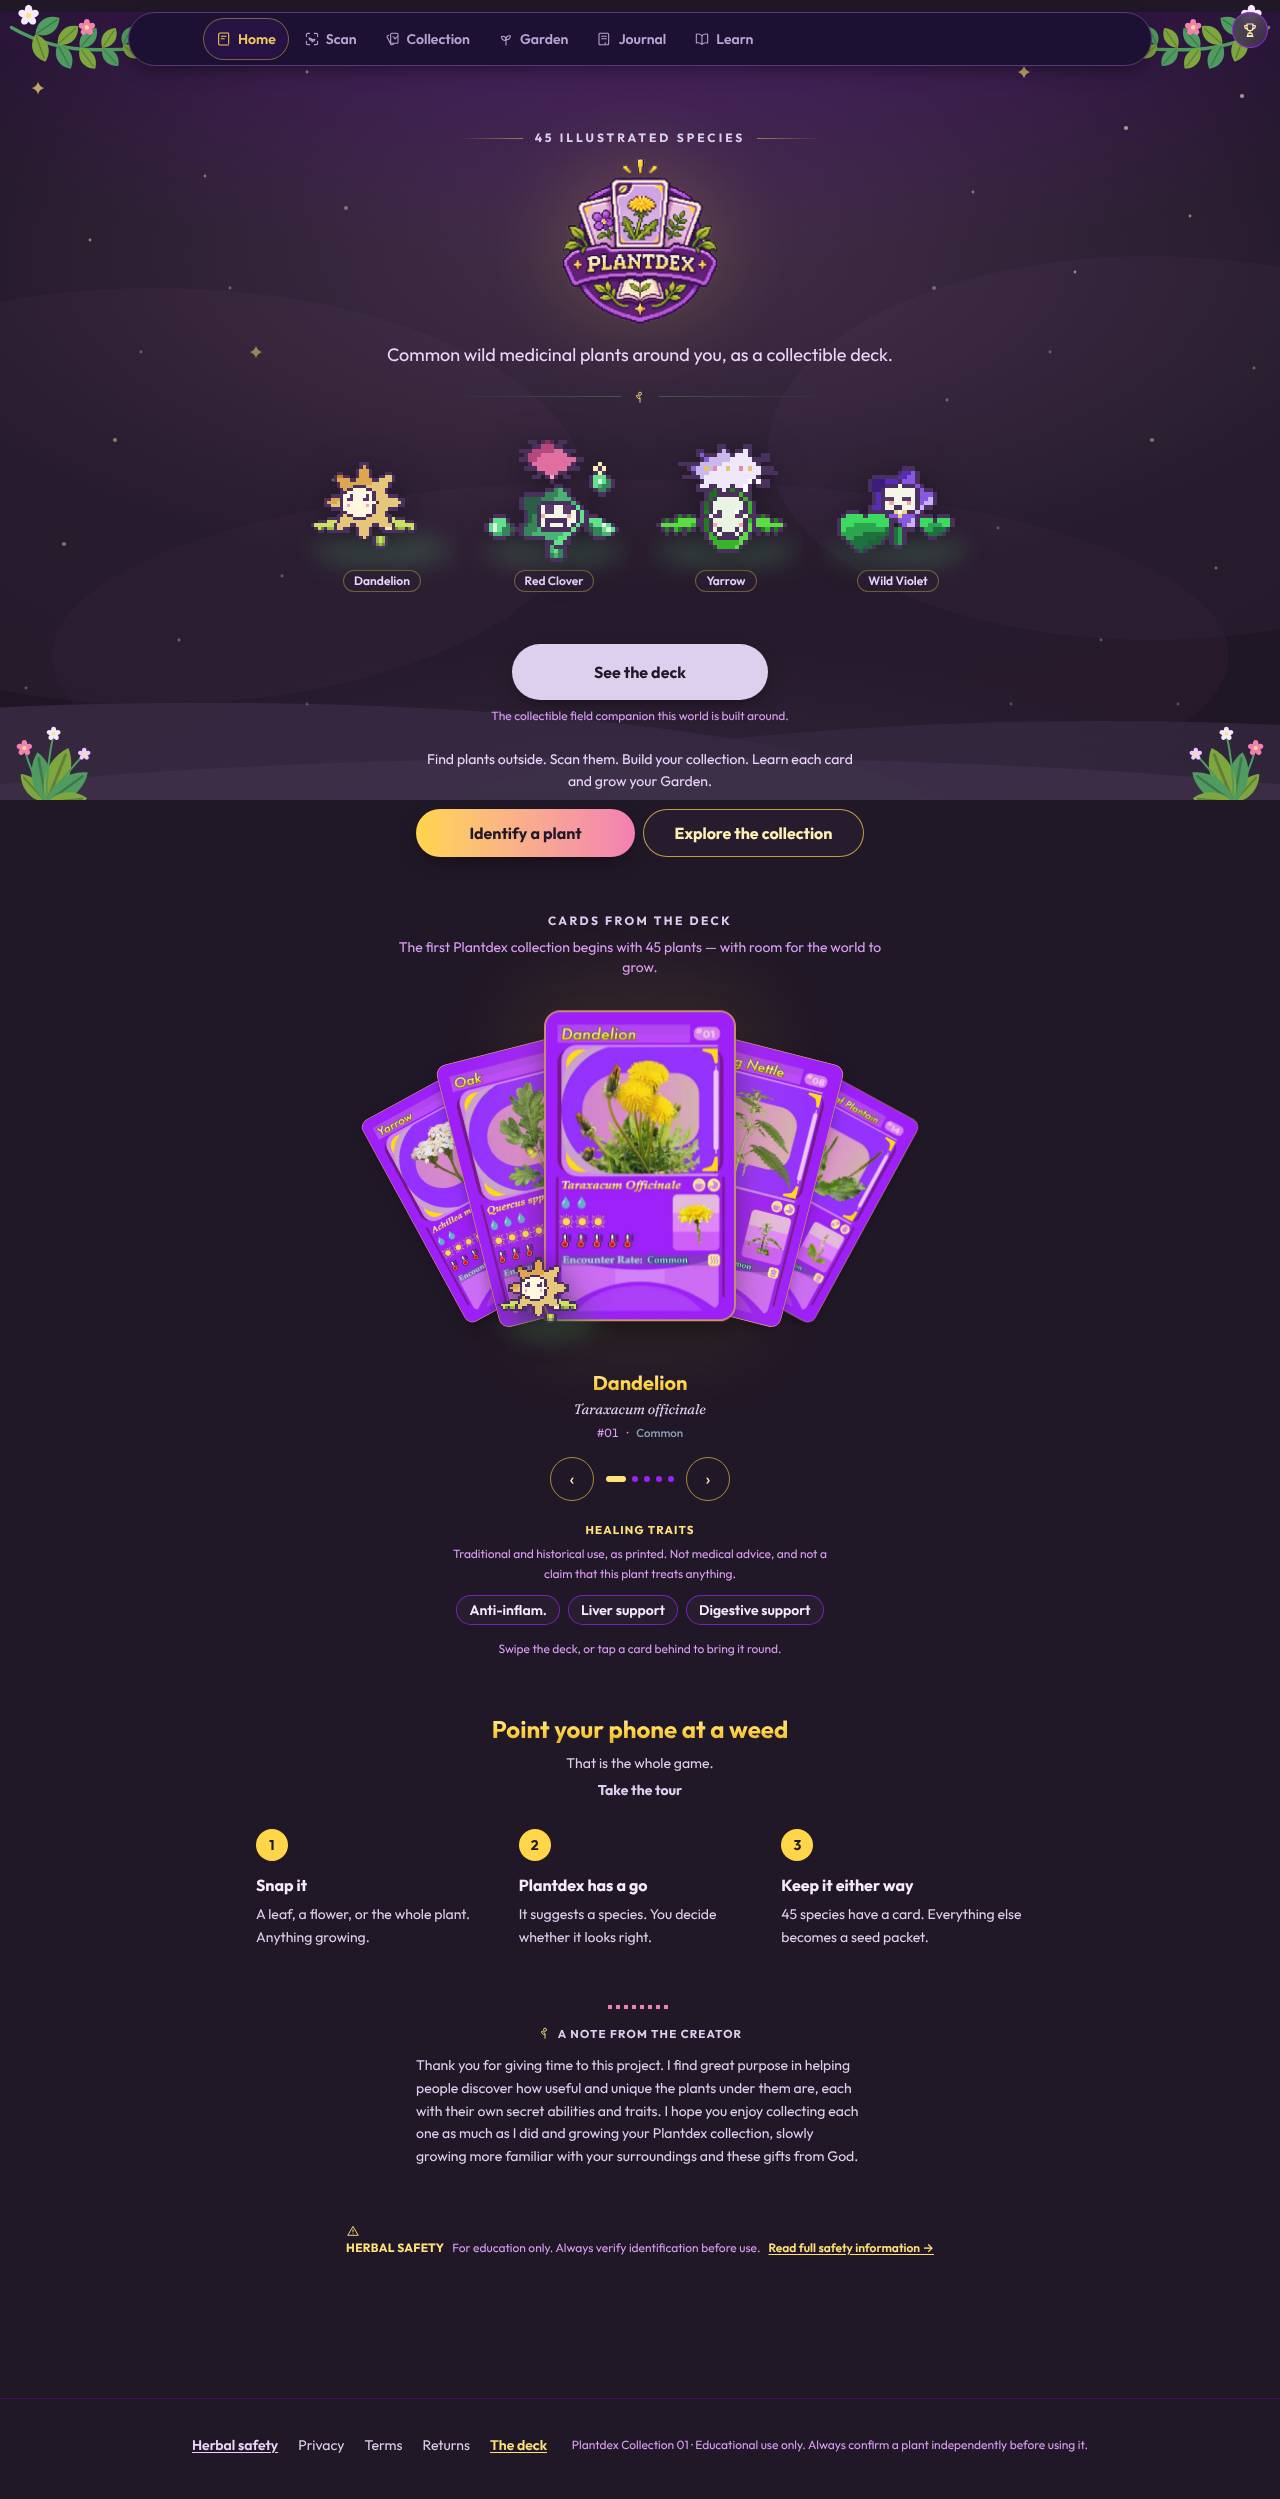 Home Scan Collection Garden Journal Learn
45 ILLUSTRATED SPECIES
PLANTDEX
Common wild medicinal plants around you, as a collectible deck.
Dandelion Red Clover Yarrow Wild Violet
See the deck
The collectible field companion this world is built around.
Find plants outside. Scan them. Build your collection. Learn each card
and grow your Garden.
Identify a plant Explore the collection
CARDS FROM THE DECK
The first Plantdex collection begins with 45 plants — with room for the world to
grow.
Dandelion #01
Oak
g Nettle
Yarrow
Plantain
Taraxacum Officinale
Quercus spp
Achillea m
Encounter Rate: Common
Dandelion
Taraxacum officinale
#01 · Common
‹ ›
HEALING TRAITS
Traditional and historical use, as printed. Not medical advice, and not a
claim that this plant treats anything.
Anti-inflam. Liver support Digestive support
Swipe the deck, or tap a card behind to bring it round.
Point your phone at a weed
That is the whole game.
Take the tour
1 2 3
Snap it Plantdex has a go Keep it either way
A leaf, a flower, or the whole plant. It suggests a species. You decide 45 species have a card. Everything else
Anything growing. whether it looks right. becomes a seed packet.
A NOTE FROM THE CREATOR
Thank you for giving time to this project. I find great purpose in helping
people discover how useful and unique the plants under them are, each
with their own secret abilities and traits. I hope you enjoy collecting each
one as much as I did and growing your Plantdex collection, slowly
growing more familiar with your surroundings and these gifts from God.
HERBAL SAFETY For education only. Always verify identification before use. Read full safety information →
Herbal safety Privacy Terms Returns The deck Plantdex Collection 01 · Educational use only. Always confirm a plant independently before using it.